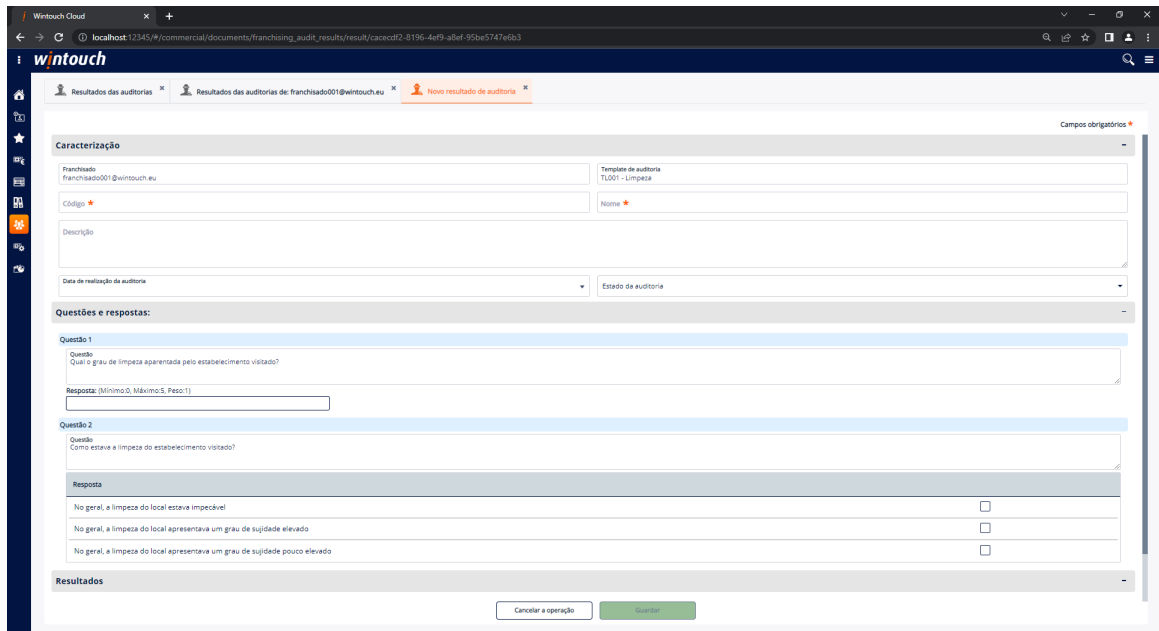 Wintouch Cloud
localhost:12345/#/commercial/documents/franchising_audit_results/result/cacecdf2-8196-4ef9-a8ef-95be5747e6b3
wintouch
Resultados das auditorias
Resultados das auditorias de: franchisado001@wintouch.eu
Novo resultado de auditoria
Campos obrigatórios *
Caracterização
Franchisado
franchisado001@wintouch.eu
Template de auditoria
TL001 - Limpeza
Código *
Nome *
Descrição
Data de realização da auditoria
Estado da auditoria
Questões e respostas:
Questão 1
Questão
Qual o grau de limpeza aparentada pelo estabelecimento visitado?
Resposta: (Mínimo:0, Máximo:5, Peso:1)
Questão 2
Questão
Como estava a limpeza do estabelecimento visitado?
Resposta
No geral, a limpeza do local estava impecável
No geral, a limpeza do local apresentava um grau de sujidade elevado
No geral, a limpeza do local apresentava um grau de sujidade pouco elevado
Resultados
Cancelar a operação
Guardar